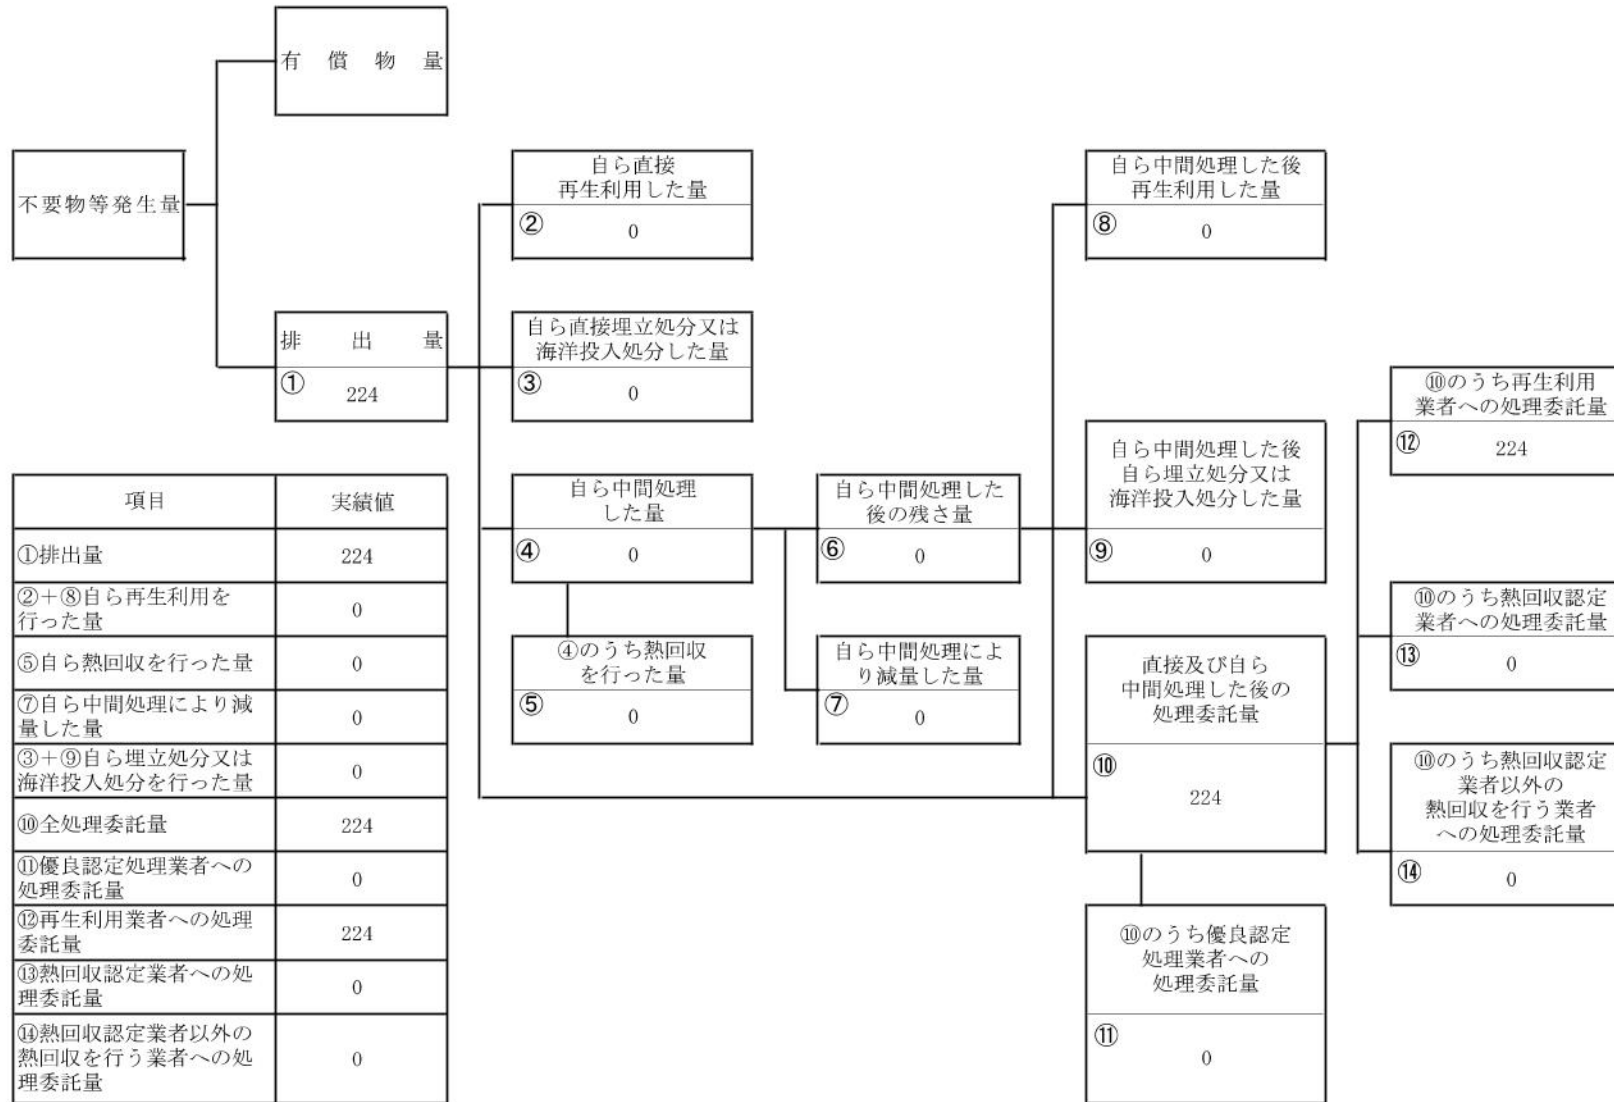 有償物量
不要物等発生量
排出量
①
224
自ら直接
再生利用した量
②
0
自ら直接埋立処分又は
海洋投入処分した量
③
0
自ら中間処理
した量
④
0
④のうち熱回収
を行った量
⑤
0
自ら中間処理した
後の残さ量
⑥
0
自ら中間処理によ
り減量した量
⑦
0
自ら中間処理した後
再生利用した量
⑧
0
自ら中間処理した後
自ら埋立処分又は
海洋投入処分した量
⑨
0
直接及び自ら
中間処理した後の
処理委託量
⑩
224
⑩のうち優良認定
処理業者への
処理委託量
⑪
0
⑩のうち再生利用
業者への処理委託量
⑫
224
⑩のうち熱回収認定
業者への処理委託量
⑬
0
⑩のうち熱回収認定
業者以外の
熱回収を行う業者
への処理委託量
⑭
0
項目 実績値
①排出量 224
②+⑧自ら再生利用を
行った量 0
⑤自ら熱回収を行った量 0
⑦自ら中間処理により減
量した量 0
③+⑨自ら埋立処分又は
海洋投入処分を行った量 0
⑩全処理委託量 224
⑪優良認定処理業者への
処理委託量 0
⑫再生利用業者への処理
委託量 224
⑬熱回収認定業者への処
理委託量 0
⑭熱回収認定業者以外の
熱回収を行う業者への処
理委託量 0